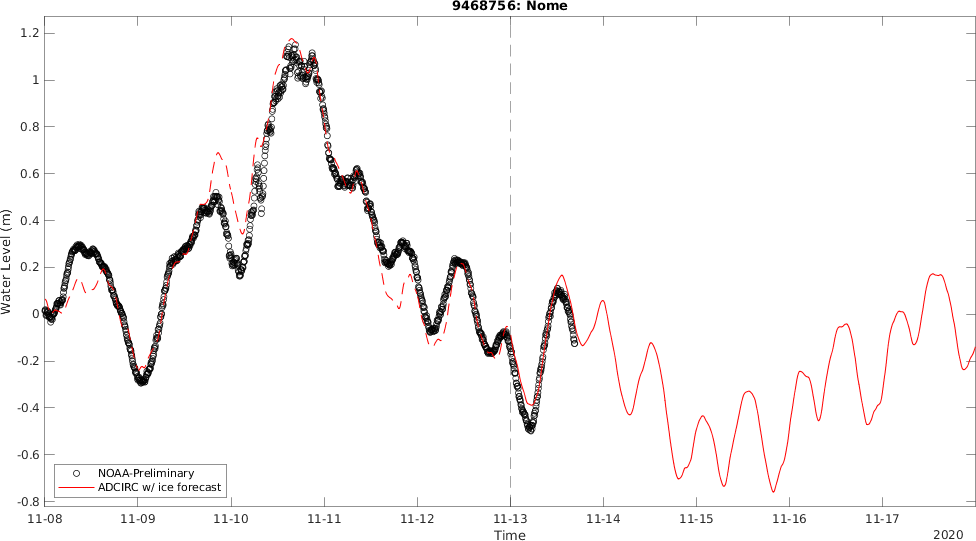 9468756: Nome
1.2
1
0.8
0.6
0.4
0.2
0
-0.2
-0.4
-0.6
-0.8
Water Level (m)
NOAA-Preliminary
ADCIRC w/ ice forecast
11-08 11-09 11-10 11-11 11-12 11-13 11-14 11-15 11-16 11-17
Time
2020